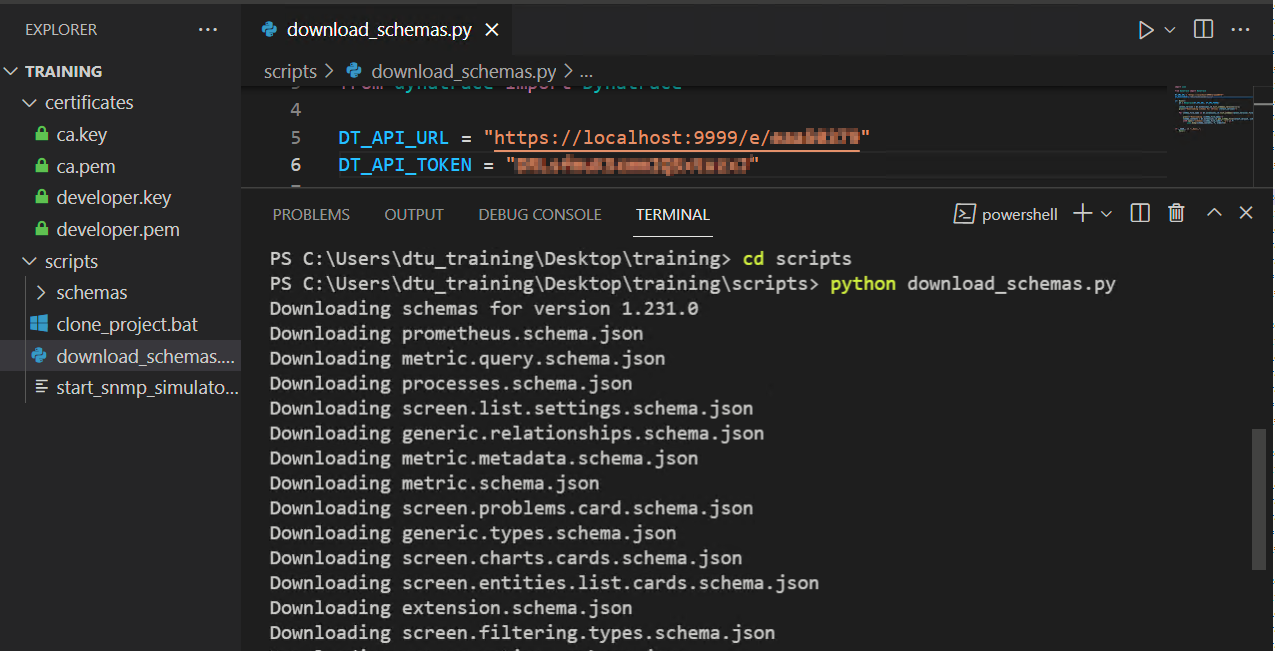 EXPLORER ...
TRAINING
certificates
ca.key
ca.pem
developer.key
developer.pem
scripts
schemas
clone_project.bat
download_schemas....
start_snmp_simulato...
download_schemas.py
scripts > download_schemas.py > ...
from dynatrace import Dynatrace
4
5 DT_API_URL = "https://localhost:9999/e/"
6 DT_API_TOKEN = ""
PROBLEMS OUTPUT DEBUG CONSOLE TERMINAL powershell
PS C:\Users\dtu_training\Desktop\training> cd scripts
PS C:\Users\dtu_training\Desktop\training\scripts> python download_schemas.py
Downloading schemas for version 1.231.0
Downloading prometheus.schema.json
Downloading metric.query.schema.json
Downloading processes.schema.json
Downloading screen.list.settings.schema.json
Downloading generic.relationships.schema.json
Downloading metric.metadata.schema.json
Downloading metric.schema.json
Downloading screen.problems.card.schema.json
Downloading generic.types.schema.json
Downloading screen.charts.cards.schema.json
Downloading screen.entities.list.cards.schema.json
Downloading extension.schema.json
Downloading screen.filtering.types.schema.json